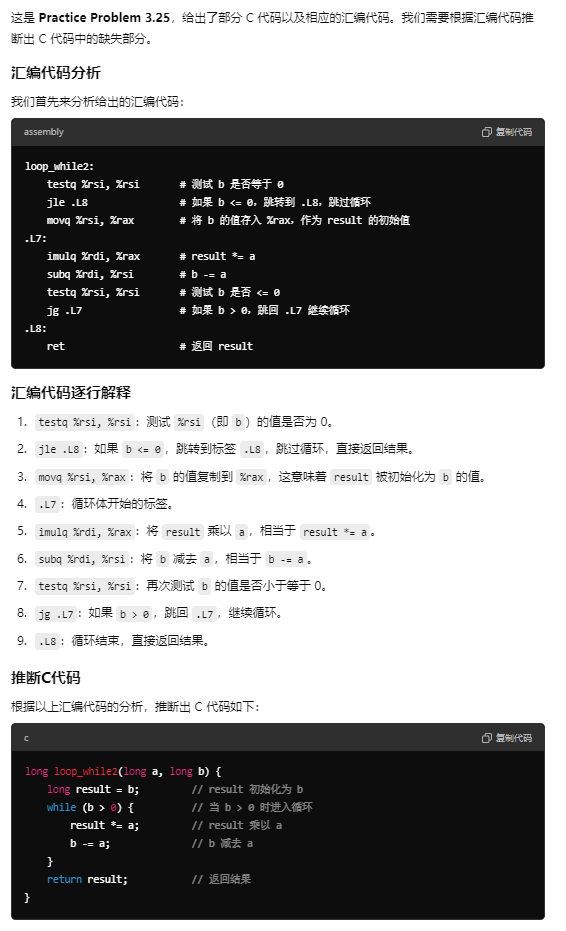 这是 Practice Problem 3.25，给出了部分 C 代码以及相应的汇编代码。我们需要根据汇编代码推
断出 C 代码中的缺失部分。
汇编代码分析
我们首先来分析给出的汇编代码：
assembly 复制代码
loop_while2:
    testq %rsi, %rsi      # 测试 b 是否等于 0
    jle .L8               # 如果 b <= 0，跳转到 .L8，跳过循环
    movq %rsi, %rax       # 将 b 的值存入 %rax，作为 result 的初始值
.L7:
    imulq %rdi, %rax      # result *= a
    subq %rdi, %rsi       # b -= a
    testq %rsi, %rsi      # 测试 b 是否 <= 0
    jg .L7                # 如果 b > 0，跳回 .L7 继续循环
.L8:
    ret                   # 返回 result
汇编代码逐行解释
1. testq %rsi, %rsi：测试 %rsi（即 b）的值是否为 0。
2. jle .L8：如果 b <= 0，跳转到标签 .L8，跳过循环，直接返回结果。
3. movq %rsi, %rax：将 b 的值复制到 %rax，这意味着 result 被初始化为 b 的值。
4. .L7：循环体开始的标签。
5. imulq %rdi, %rax：将 result 乘以 a，相当于 result *= a。
6. subq %rdi, %rsi：将 b 减去 a，相当于 b -= a。
7. testq %rsi, %rsi：再次测试 b 的值是否小于等于 0。
8. jg .L7：如果 b > 0，跳回 .L7，继续循环。
9. .L8：循环结束，直接返回结果。
推断C代码
根据以上汇编代码的分析，推断出 C 代码如下：
c 复制代码
long loop_while2(long a, long b) {
    long result = b;        // result 初始化为 b
    while (b > 0) {         // 当 b > 0 时进入循环
        result *= a;        // result 乘以 a
        b -= a;             // b 减去 a
    }
    return result;          // 返回结果
}